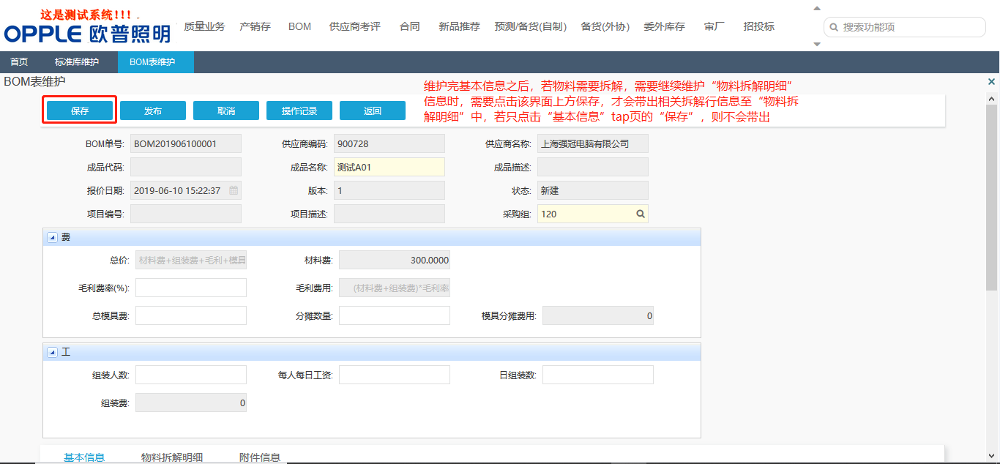 这是测试系统!!!
OPPLE 欧普照明
质量业务 产销存 BOM 供应商考评 合同 新品推荐 预测/备货(自制) 备货(外协) 委外库存 审厂 招投标
搜索功能项
首页 标准库维护 BOM表维护
BOM表维护
维护完基本信息之后，若物料需要拆解，需要继续维护“物料拆解明细”
信息时，需要点击该界面上方保存，才会带出相关拆解行信息至“物料拆
解明细”中，若只点击“基本信息”tap页的“保存”，则不会带出
保存 发布 取消 操作记录 返回
BOM单号: BOM201906100001 供应商编码: 900728 供应商名称: 上海强冠电脑有限公司
成品代码: 成品名称: 测试A01 成品描述:
报价日期: 2019-06-10 15:22:37 版本: 1 状态: 新建
项目编号: 项目描述: 采购组: 120
费
总价: 材料费+组装费+毛利+模具 材料费: 300.0000
毛利费率(%): 毛利费用: (材料费+组装费)*毛利率
总模具费: 分摊数量: 模具分摊费用: 0
工
组装人数: 每人每日工资: 日组装数:
组装费: 0
基本信息 物料拆解明细 附件信息